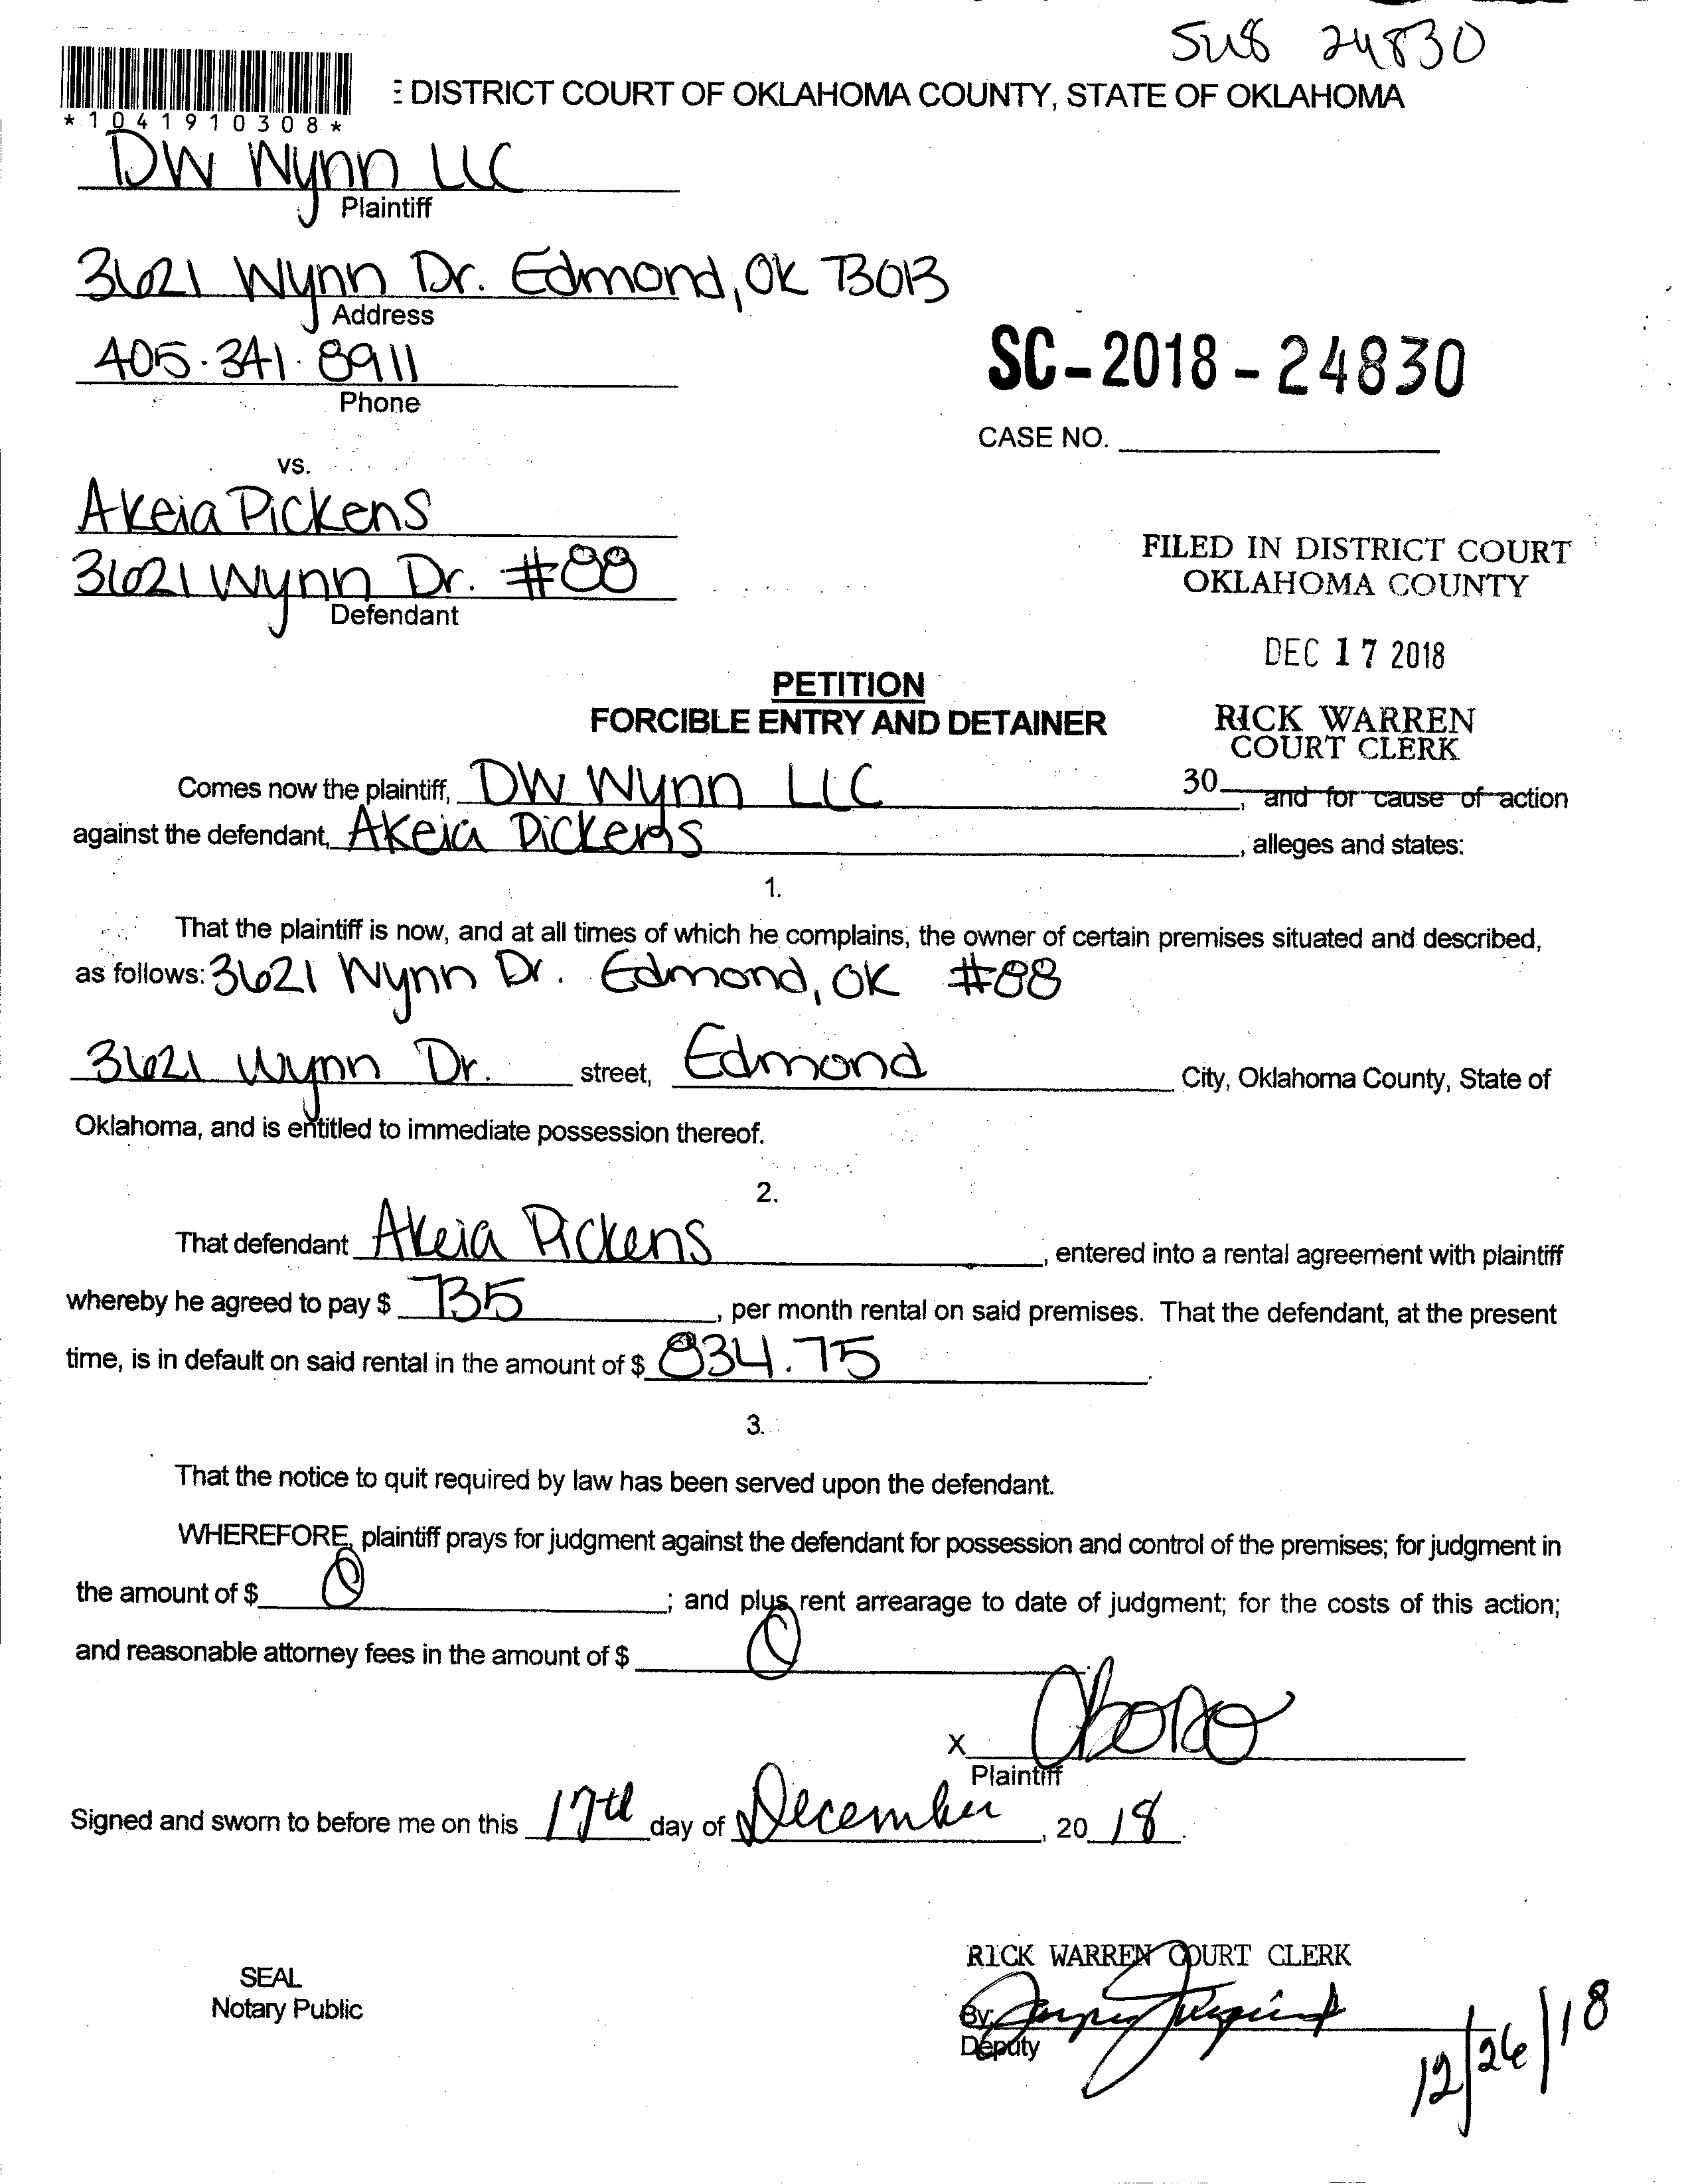 SUB 24830
DISTRICT COURT OF OKLAHOMA COUNTY, STATE OF OKLAHOMA
*1041910308*
DW Wynn LLC
Plaintiff
3621 Wynn Dr. Edmond, OK 73013
Address
405.341.8911
Phone
SC-2018-24830
CASE NO.
vs.
Akeia Pickens
3621 Wynn Dr. #88
Defendant
FILED IN DISTRICT COURT
OKLAHOMA COUNTY
DEC 17 2018
RICK WARREN
COURT CLERK
30
PETITION
FORCIBLE ENTRY AND DETAINER
Comes now the plaintiff, DW Wynn LLC, and for cause of action
against the defendant, Akeia Pickens, alleges and states:
1.
That the plaintiff is now, and at all times of which he complains, the owner of certain premises situated and described,
as follows: 3621 Wynn Dr. Edmond, OK #88
3621 Wynn Dr. street, Edmond City, Oklahoma County, State of
Oklahoma, and is entitled to immediate possession thereof.
2.
That defendant Akeia Pickens, entered into a rental agreement with plaintiff
whereby he agreed to pay $ 735, per month rental on said premises. That the defendant, at the present
time, is in default on said rental in the amount of $ 834.75.
3.
That the notice to quit required by law has been served upon the defendant.
WHEREFORE, plaintiff prays for judgment against the defendant for possession and control of the premises; for judgment in
the amount of $ 0; and plus rent arrearage to date of judgment; for the costs of this action;
and reasonable attorney fees in the amount of $ 0
X
Plaintiff
Signed and sworn to before me on this 17th day of December, 20 18.
SEAL
Notary Public
RICK WARREN COURT CLERK
By:
Deputy
12/26/18